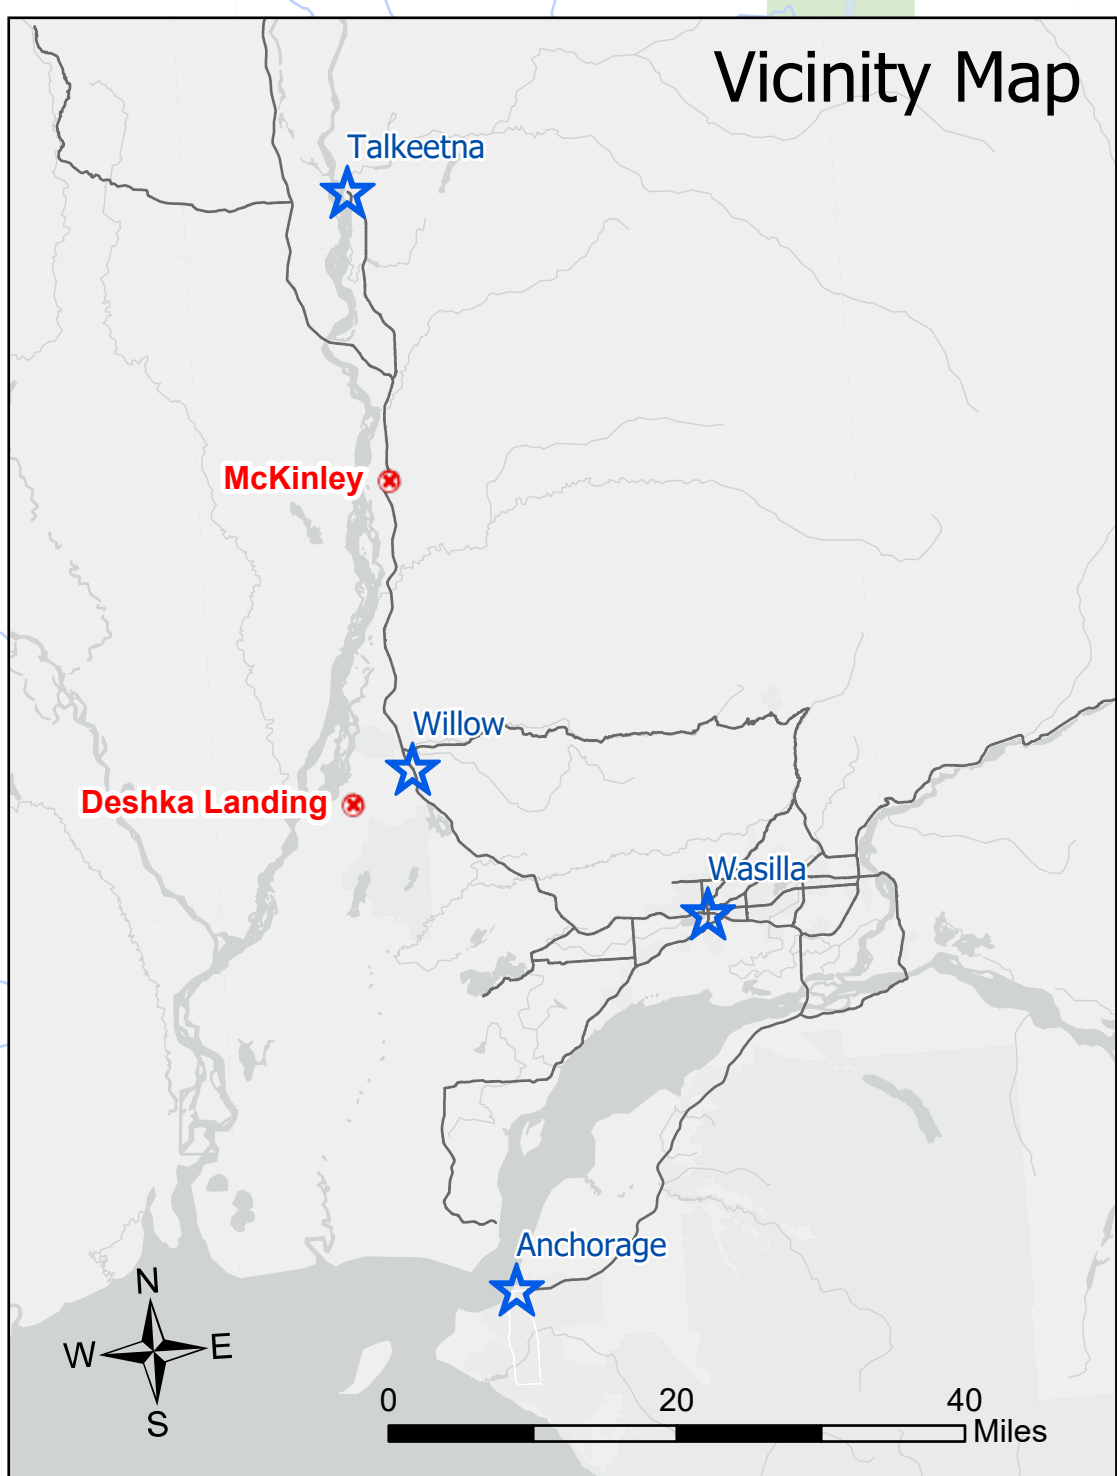 Vicinity Map
Talkeetna
McKinley
Willow
Deshka Landing
Wasilla
Anchorage
N
W E
S
0 20 40
Miles